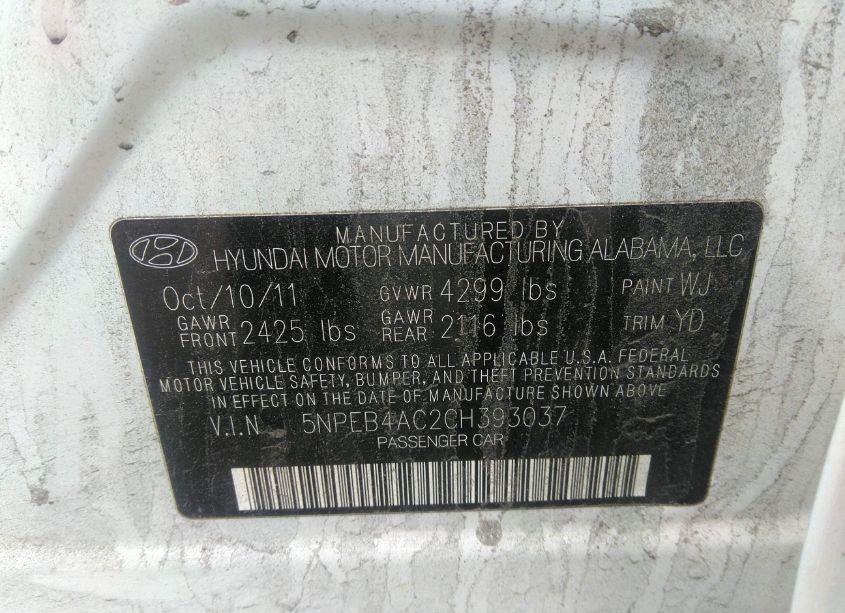 MANUFACTURED BY
HYUNDAI MOTOR MANUFACTURING ALABAMA, LLC
Oct/10/11 GVWR 4299 lbs PAINT WJ
GAWR FRONT 2425 lbs GAWR REAR 2116 lbs TRIM YD
THIS VEHICLE CONFORMS TO ALL APPLICABLE U.S.A. FEDERAL
MOTOR VEHICLE SAFETY, BUMPER, AND THEFT PREVENTION STANDARDS
IN EFFECT ON THE DATE OF MANUFACTURE SHOWN ABOVE
V.I.N 5NPEB4AC2CH393037
PASSENGER CAR